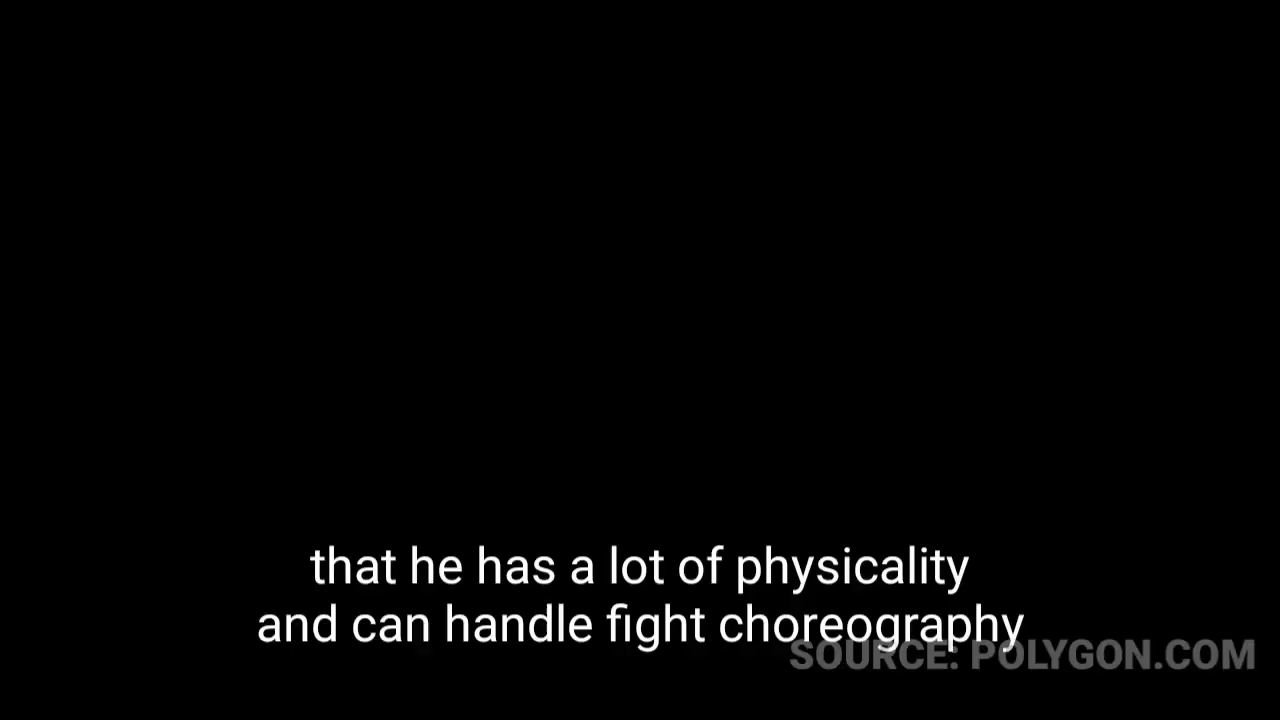 that he has a lot of physicality
and can handle fight choreography
SOURCE: POLYGON.COM